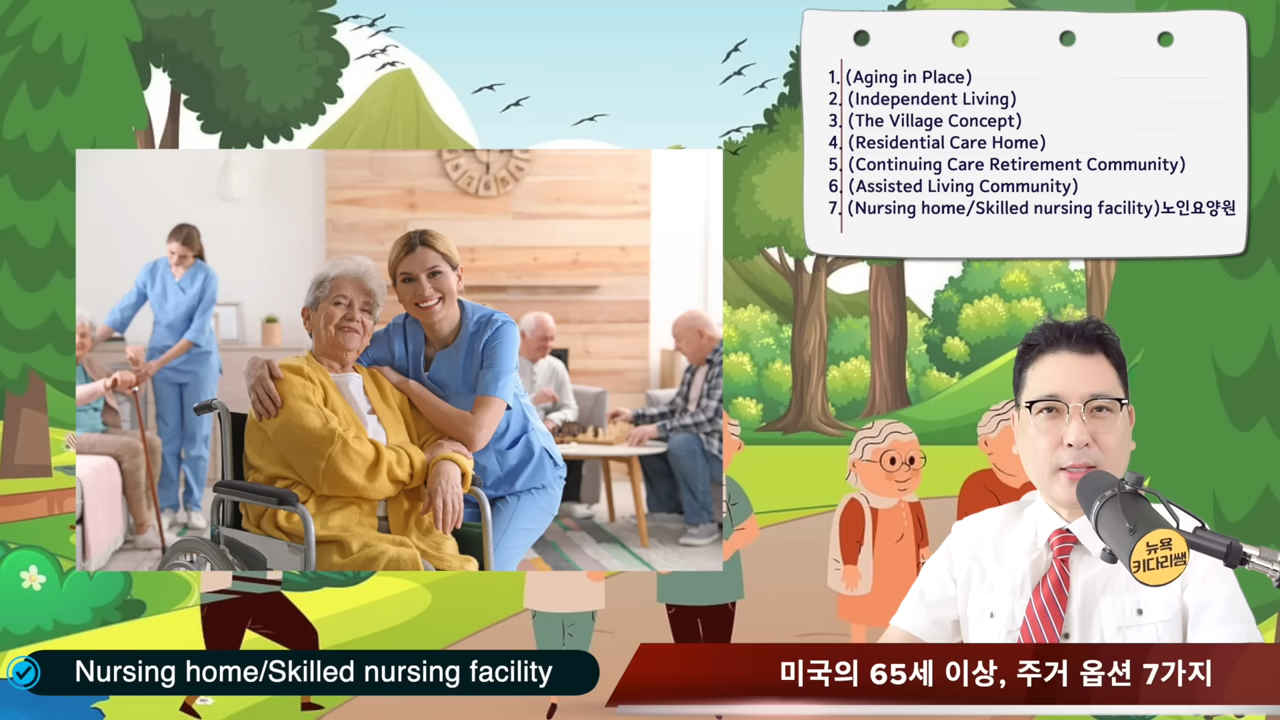 1. (Aging in Place)
2. (Independent Living)
3. (The Village Concept)
4. (Residential Care Home)
5. (Continuing Care Retirement Community)
6. (Assisted Living Community)
7. (Nursing home/Skilled nursing facility)노인요양원
뉴욕
키다리쌤
Nursing home/Skilled nursing facility
미국의 65세 이상, 주거 옵션 7가지